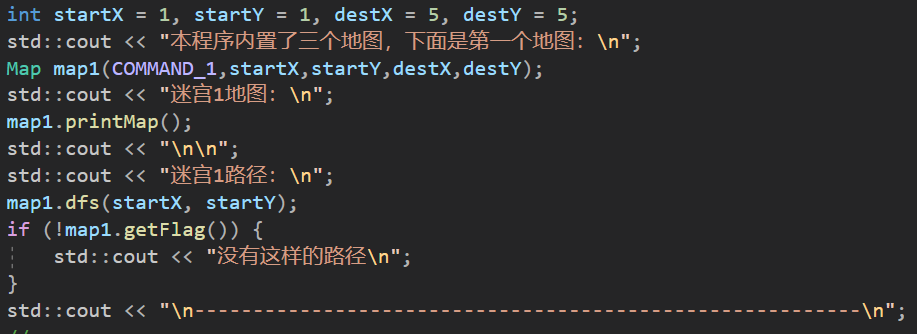 int startX = 1, startY = 1, destX = 5, destY = 5;
std::cout << "本程序内置了三个地图，下面是第一个地图：\n";
Map map1(COMMAND_1,startX,startY,destX,destY);
std::cout << "迷宫1地图：\n";
map1.printMap();
std::cout << "\n\n";
std::cout << "迷宫1路径：\n";
map1.dfs(startX, startY);
if (!map1.getFlag()) {
    std::cout << "没有这样的路径\n";
}
std::cout << "\n---------------------------------------------------------\n";